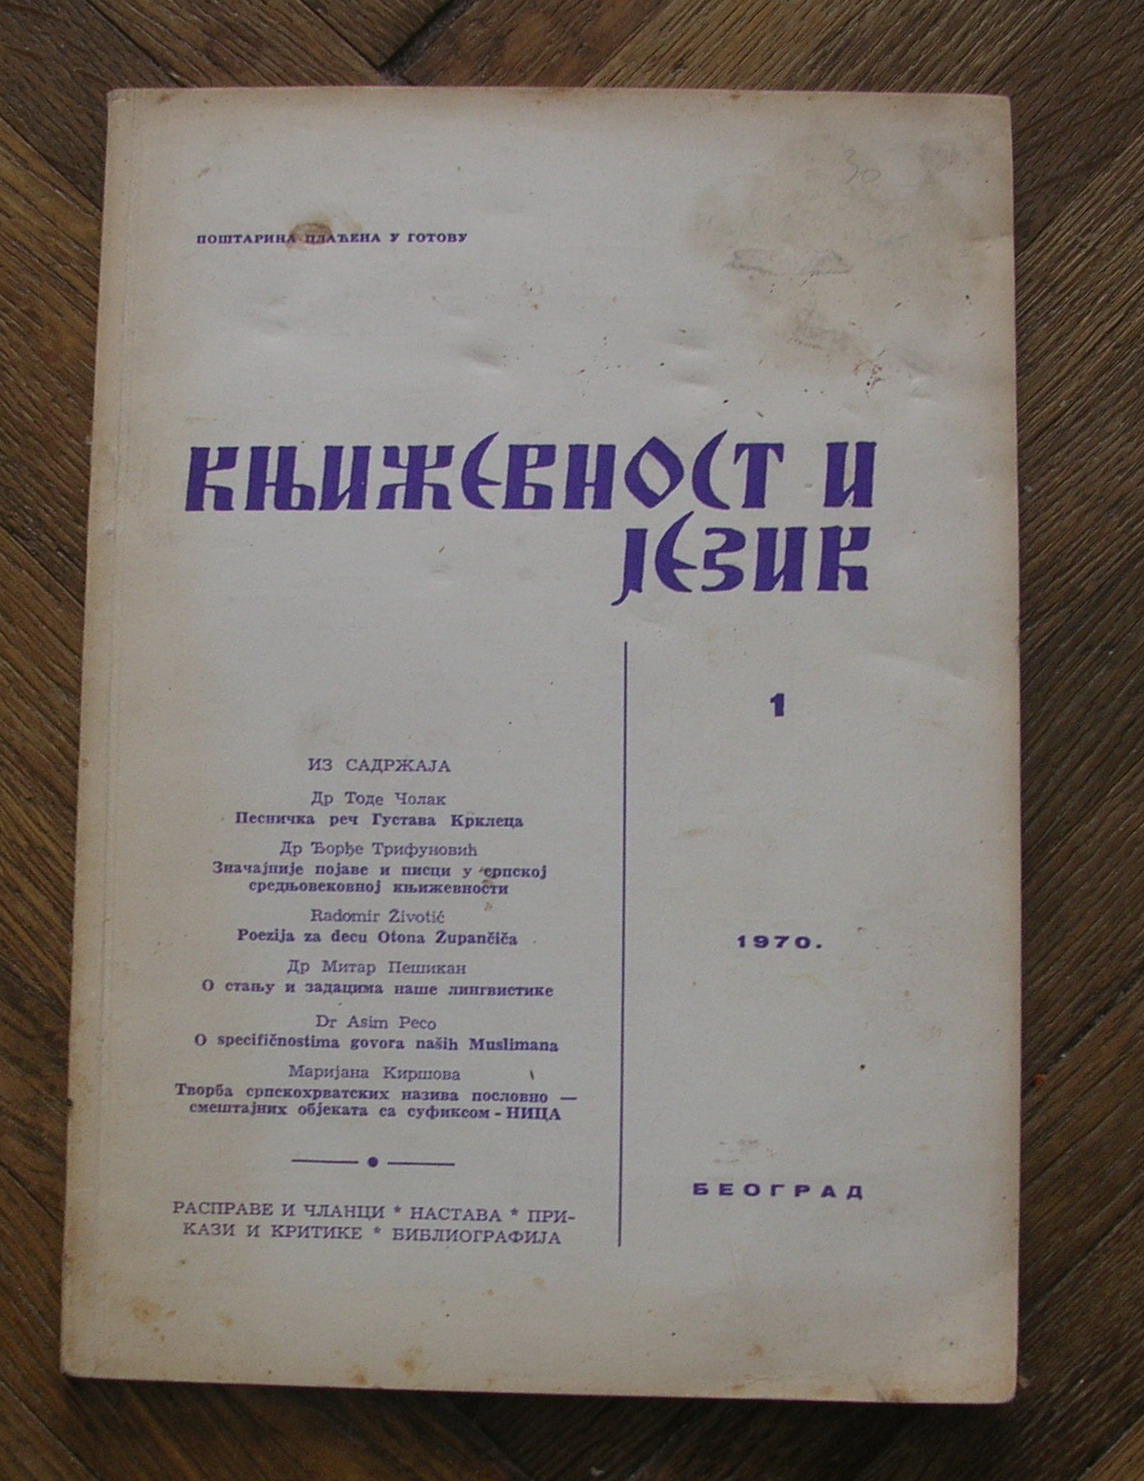 30
ПОШТАРИНА ПЛАЋЕНА У ГОТОВУ
КЊИЖЕВНОСТ И
ЈЕЗИК
1
ИЗ САДРЖАЈА
Др Тоде Чолак
Песничка реч Густава Крклеца
Др Ђорђе Трифуновић
Значајније појаве и писци у српској
средњовековној књижевности
Radomir Životić
Poezija za decu Otona Župančiča
Др Митар Пешикан
О стању и задацима наше лингвистике
Dr Asim Peco
O specifičnostima govora naših Muslimana
Маријана Киршова
Творба српскохрватских назива пословно —
смештајних објеката са суфиксом - НИЦА
РАСПРАВЕ И ЧЛАНЦИ * НАСТАВА * ПРИ-
КАЗИ И КРИТИКЕ * БИБЛИОГРАФИЈА
1970.
БЕОГРАД